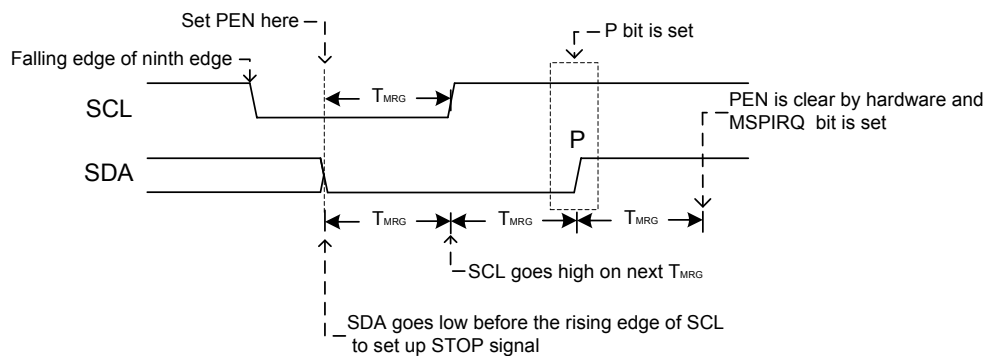 Set PEN here
P bit is set
Falling edge of ninth edge
TMRG
SCL
PEN is clear by hardware and
MSPIRQ bit is set
P
SDA
TMRG
TMRG
TMRG
SCL goes high on next TMRG
SDA goes low before the rising edge of SCL
to set up STOP signal